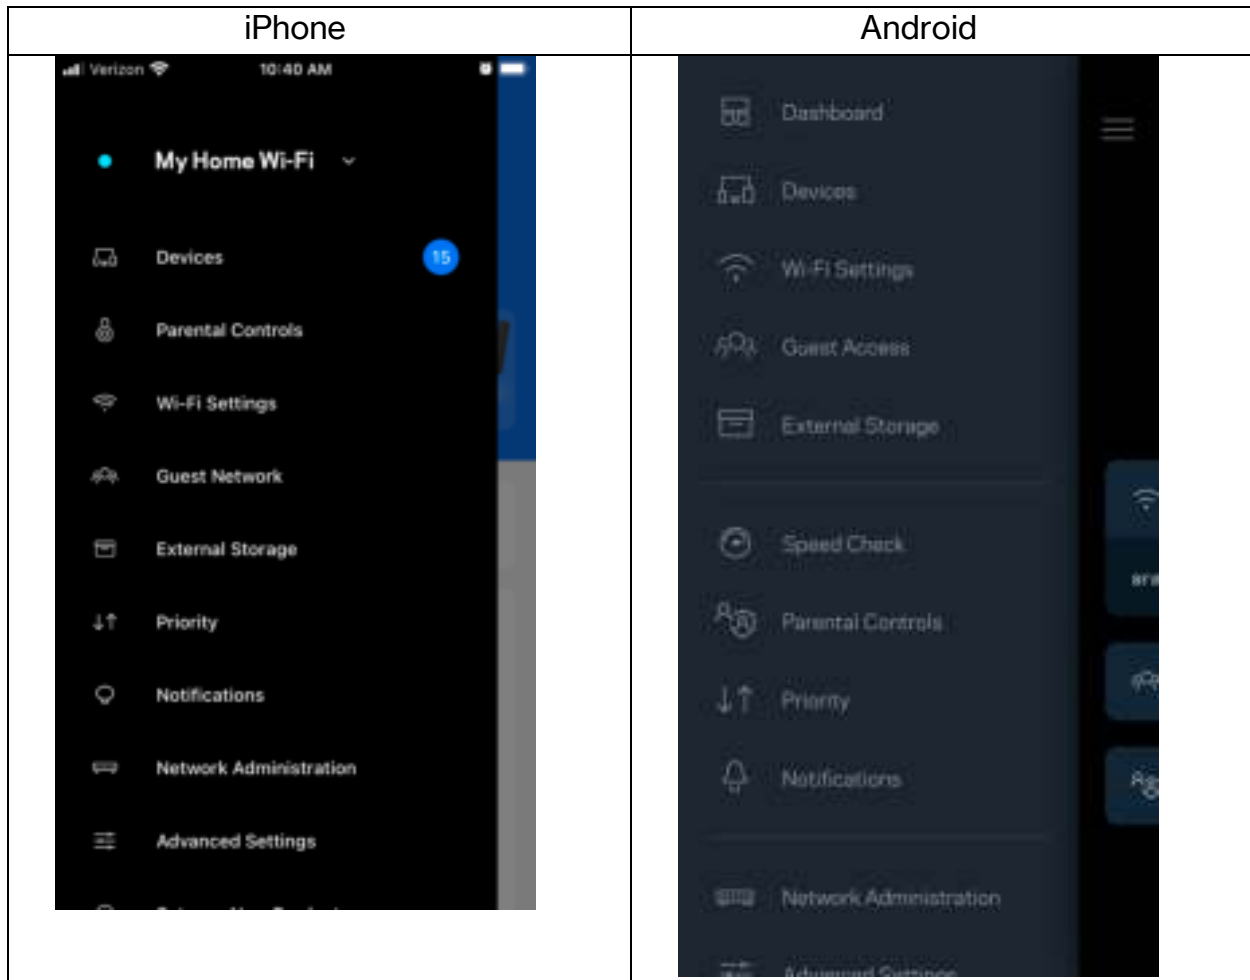 iPhone
Android
Verizon
10:40 AM
My Home Wi-Fi
Devices
15
Parental Controls
Wi-Fi Settings
Guest Network
External Storage
Priority
Notifications
Network Administration
Advanced Settings
Dashboard
Devices
Wi-Fi Settings
Guest Access
External Storage
Speed Check
Parental Controls
Priority
Notifications
Network Administration
Advanced Settings